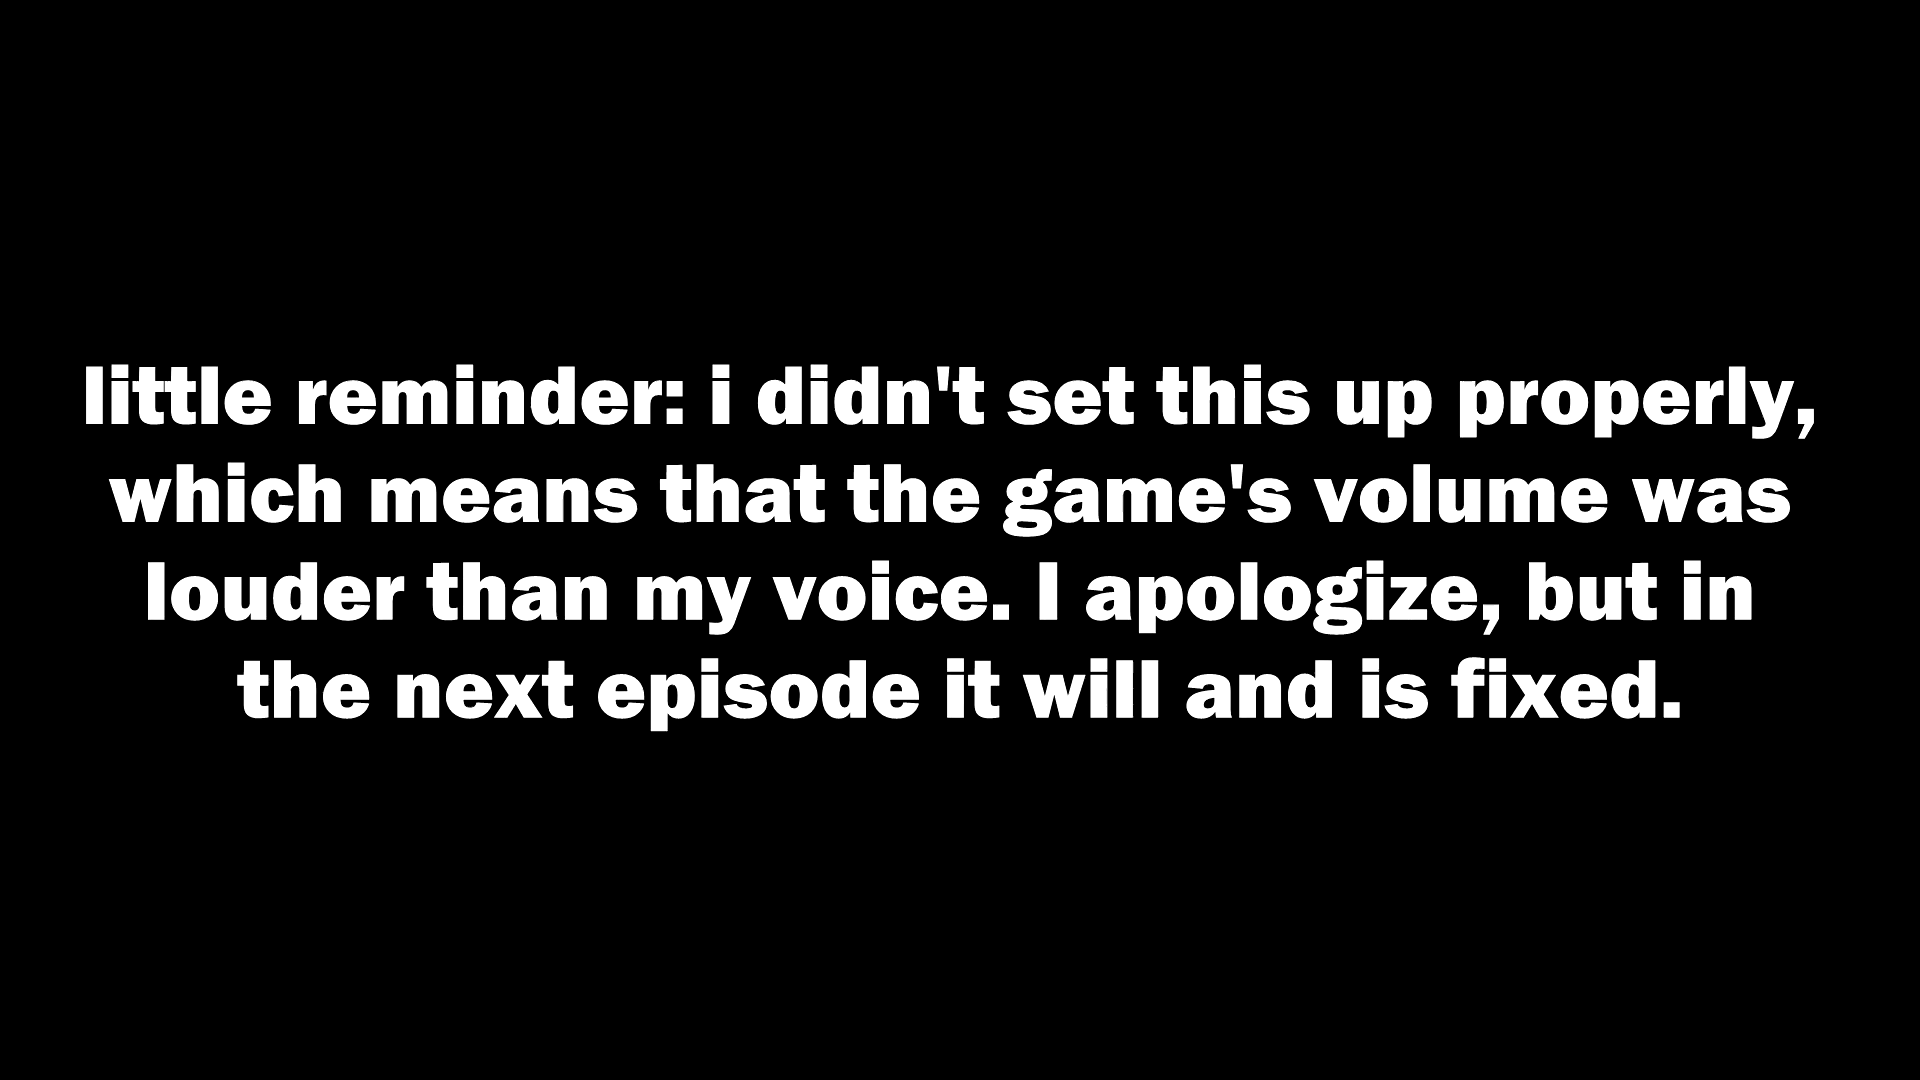 little reminder: i didn't set this up properly,
which means that the game's volume was
louder than my voice. I apologize, but in
the next episode it will and is fixed.